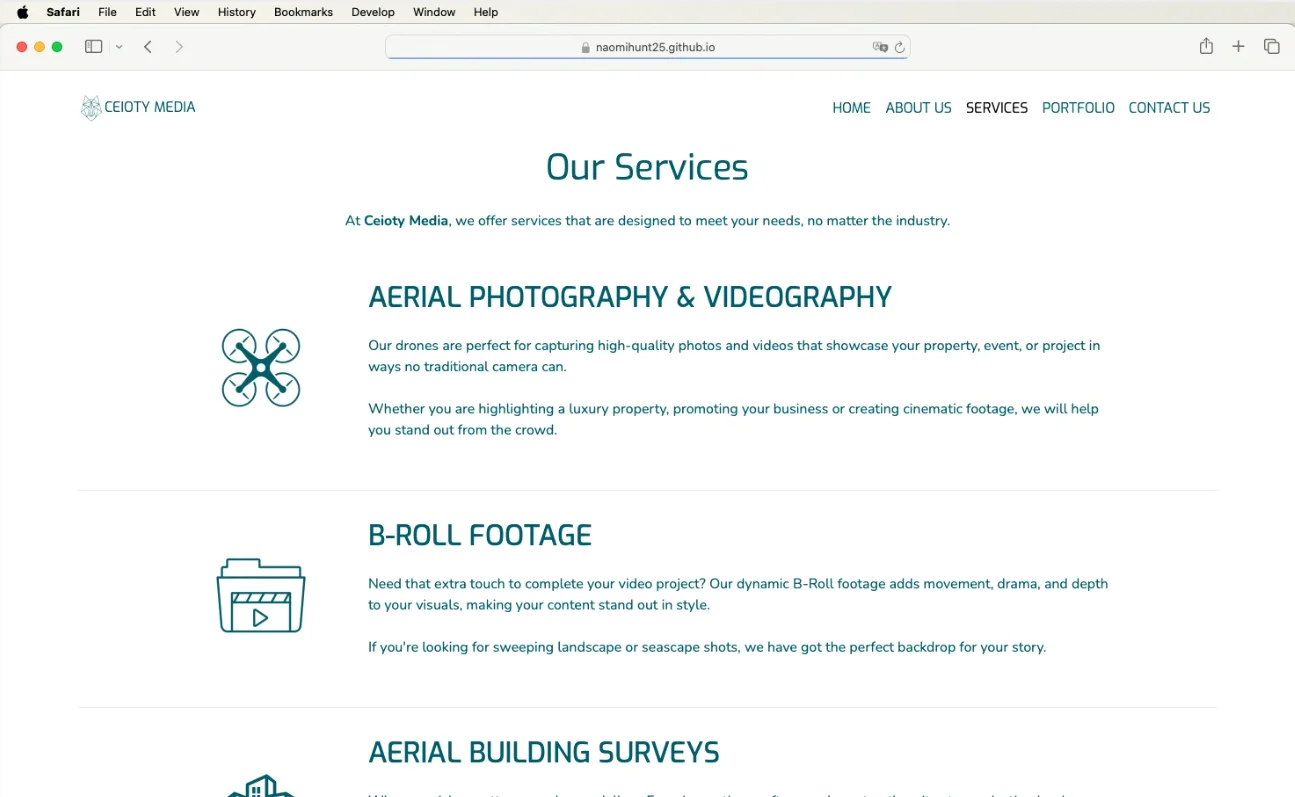 Safari File Edit View History Bookmarks Develop Window Help
naomihunt25.github.io
CEIOTY MEDIA
HOME ABOUT US SERVICES PORTFOLIO CONTACT US
Our Services
At Ceioty Media, we offer services that are designed to meet your needs, no matter the industry.
AERIAL PHOTOGRAPHY & VIDEOGRAPHY
Our drones are perfect for capturing high-quality photos and videos that showcase your property, event, or project in
ways no traditional camera can.
Whether you are highlighting a luxury property, promoting your business or creating cinematic footage, we will help
you stand out from the crowd.
B-ROLL FOOTAGE
Need that extra touch to complete your video project? Our dynamic B-Roll footage adds movement, drama, and depth
to your visuals, making your content stand out in style.
If you're looking for sweeping landscape or seascape shots, we have got the perfect backdrop for your story.
AERIAL BUILDING SURVEYS